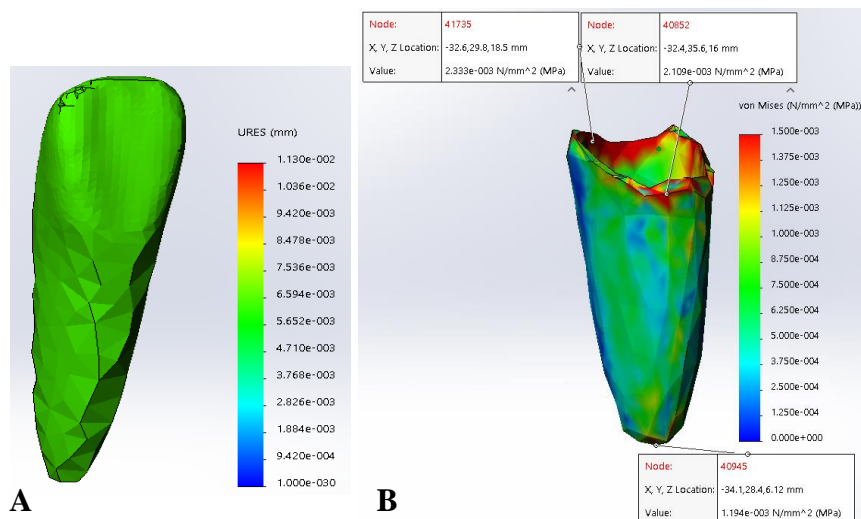 Node: 41735
X, Y, Z Location: -32.6,29.8,18.5 mm
Value: 2.333e-003 N/mm^2 (MPa)
Node: 40852
X, Y, Z Location: -32.4,35.6,16 mm
Value: 2.109e-003 N/mm^2 (MPa)
URES (mm)
1.130e-002
1.036e-002
9.420e-003
8.478e-003
7.536e-003
6.594e-003
5.652e-003
4.710e-003
3.768e-003
2.826e-003
1.884e-003
9.420e-004
1.000e-030
von Mises (N/mm^2 (MPa))
1.500e-003
1.375e-003
1.250e-003
1.125e-003
1.000e-003
8.750e-004
7.500e-004
6.250e-004
5.000e-004
3.750e-004
2.500e-004
1.250e-004
0.000e+000
Node: 40945
X, Y, Z Location: -34.1,28.4,6.12 mm
Value: 1.194e-003 N/mm^2 (MPa)
A
B